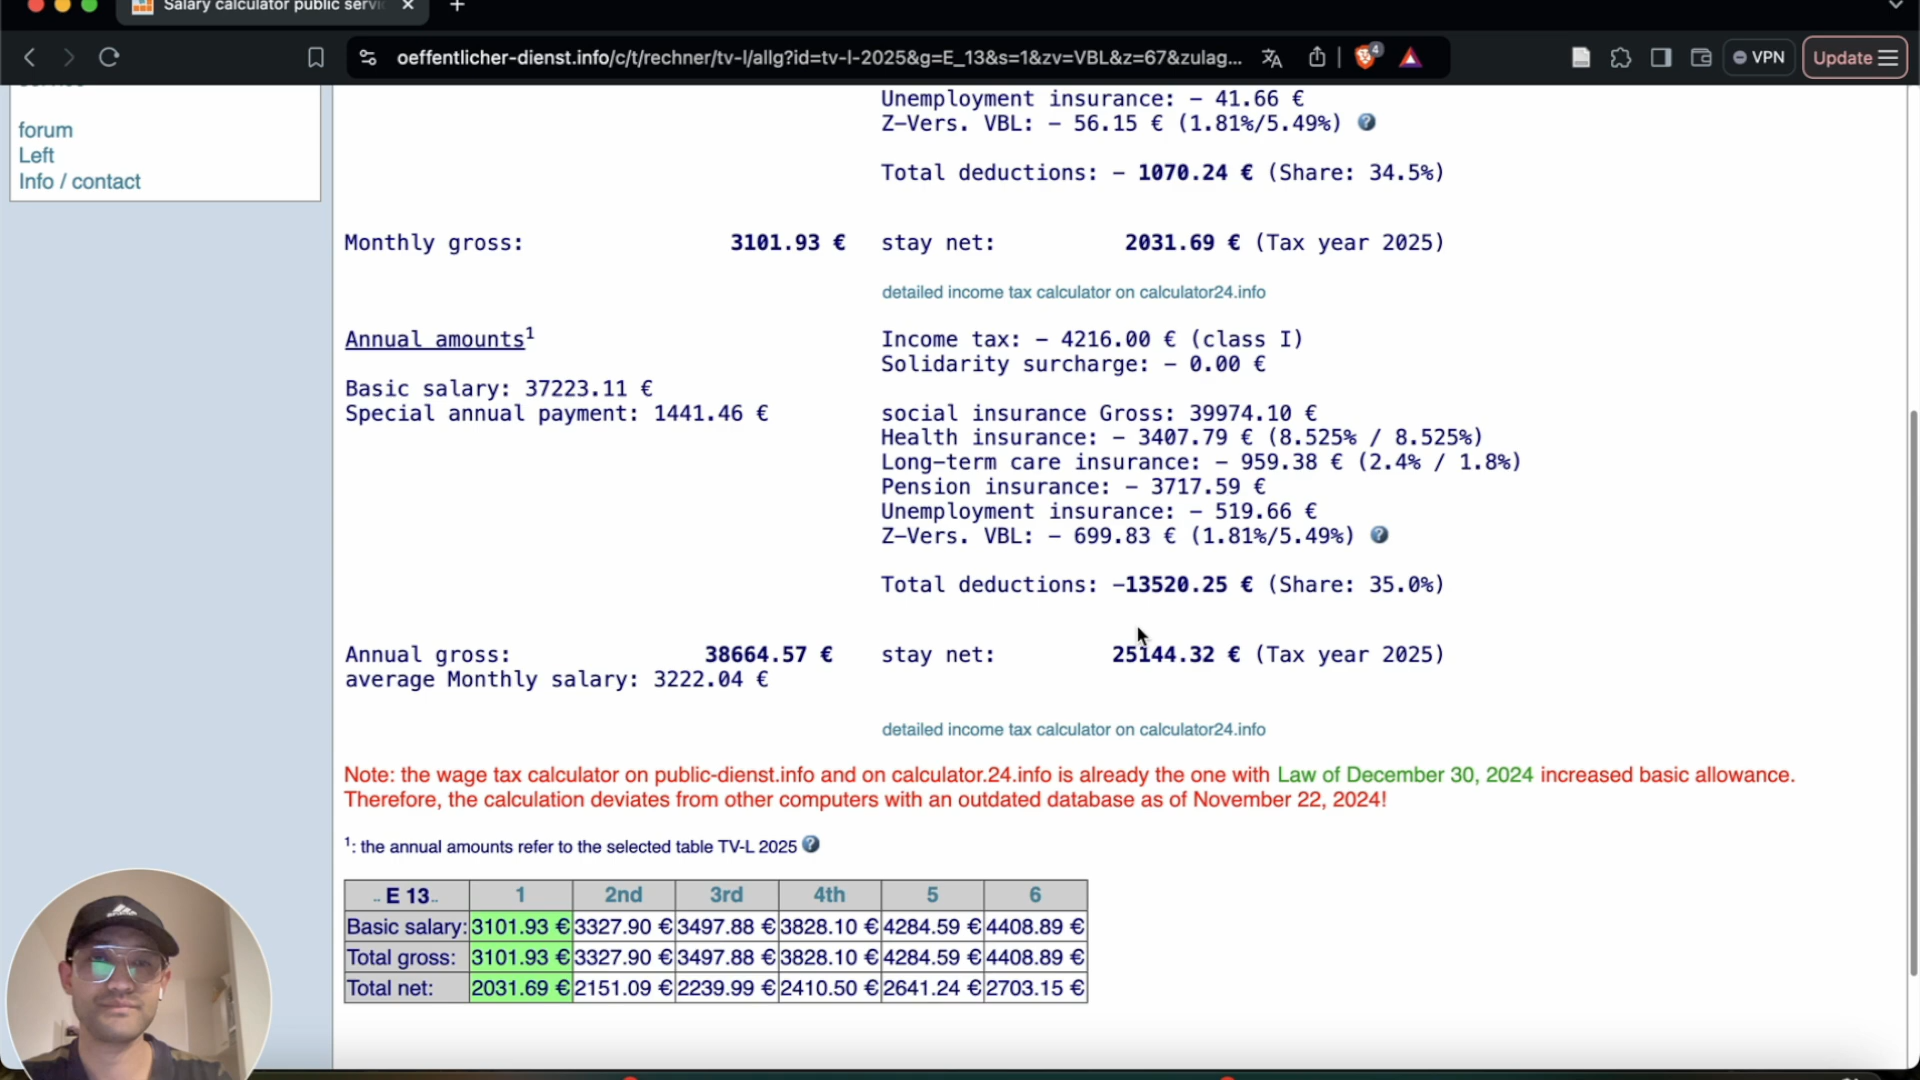 Salary calculator public servi
oeffentlicher-dienst.info/c/t/rechner/tv-l/allg?id=tv-l-2025&g=E_13&s=1&zv=VBL&z=67&zulag...
4
VPN
Update
forum
Left
Info / contact
Unemployment insurance: – 41.66 €
Z-Vers. VBL: – 56.15 € (1.81%/5.49%)
Total deductions: – 1070.24 € (Share: 34.5%)
Monthly gross: 3101.93 € stay net: 2031.69 € (Tax year 2025)
detailed income tax calculator on calculator24.info
Annual amounts1 Income tax: – 4216.00 € (class I)
Solidarity surcharge: – 0.00 €
Basic salary: 37223.11 €
Special annual payment: 1441.46 € social insurance Gross: 39974.10 €
Health insurance: – 3407.79 € (8.525% / 8.525%)
Long-term care insurance: – 959.38 € (2.4% / 1.8%)
Pension insurance: – 3717.59 €
Unemployment insurance: – 519.66 €
Z-Vers. VBL: – 699.83 € (1.81%/5.49%)
Total deductions: –13520.25 € (Share: 35.0%)
Annual gross: 38664.57 € stay net: 25144.32 € (Tax year 2025)
average Monthly salary: 3222.04 €
detailed income tax calculator on calculator24.info
Note: the wage tax calculator on public-dienst.info and on calculator.24.info is already the one with Law of December 30, 2024 increased basic allowance.
Therefore, the calculation deviates from other computers with an outdated database as of November 22, 2024!
1: the annual amounts refer to the selected table TV-L 2025
.. E 13.. 1 2nd 3rd 4th 5 6
Basic salary: 3101.93 € 3327.90 € 3497.88 € 3828.10 € 4284.59 € 4408.89 €
Total gross: 3101.93 € 3327.90 € 3497.88 € 3828.10 € 4284.59 € 4408.89 €
Total net: 2031.69 € 2151.09 € 2239.99 € 2410.50 € 2641.24 € 2703.15 €